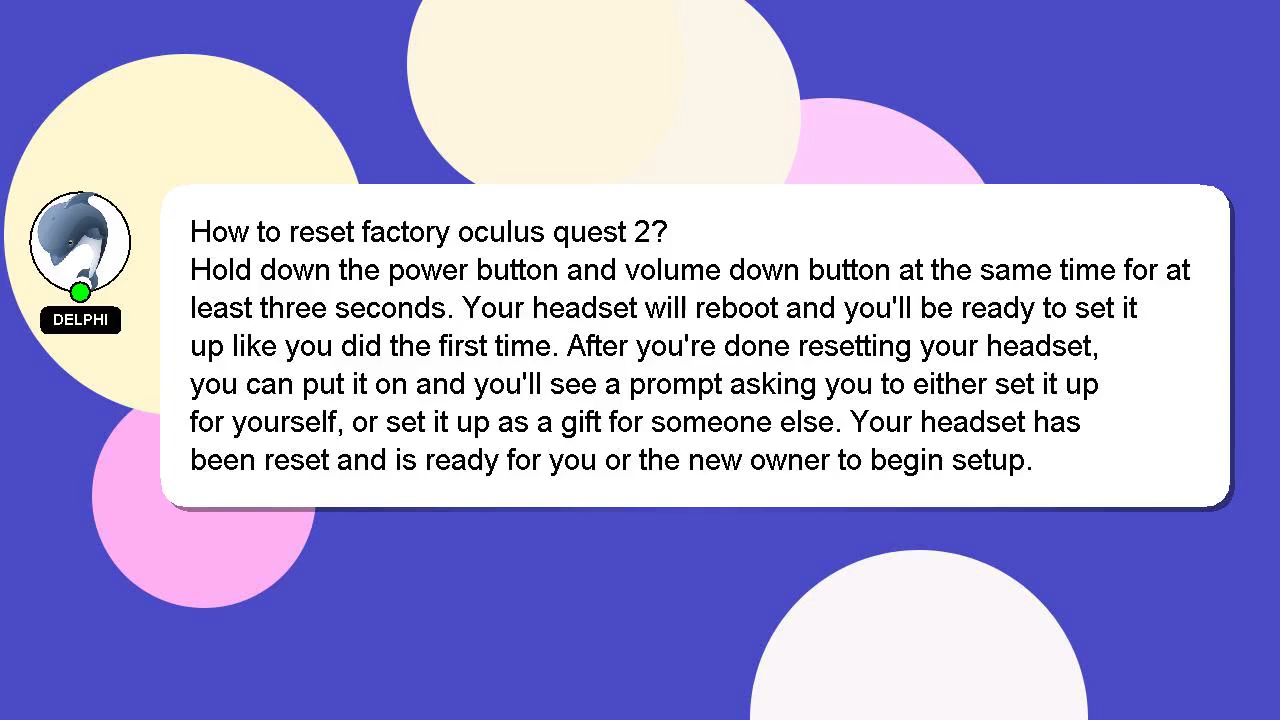 How to reset factory oculus quest 2?
Hold down the power button and volume down button at the same time for at
least three seconds. Your headset will reboot and you'll be ready to set it
up like you did the first time. After you're done resetting your headset,
you can put it on and you'll see a prompt asking you to either set it up
for yourself, or set it up as a gift for someone else. Your headset has
been reset and is ready for you or the new owner to begin setup.
DELPHI